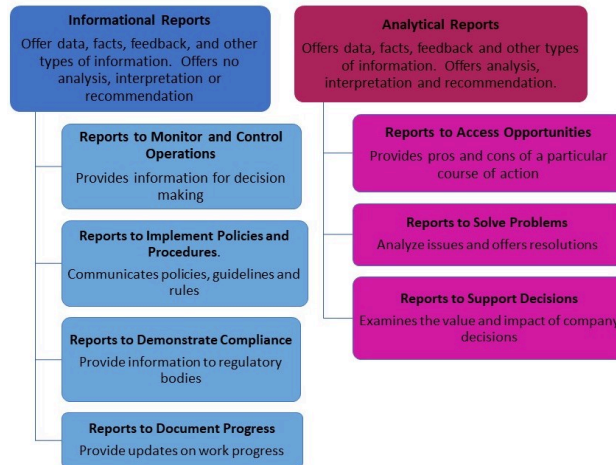 Informational Reports
Offer data, facts, feedback, and other
types of information. Offers no
analysis, interpretation or
recommendation
Reports to Monitor and Control
Operations
Provides information for decision
making
Reports to Implement Policies and
Procedures.
Communicates policies, guidelines and
rules
Reports to Demonstrate Compliance
Provide information to regulatory
bodies
Reports to Document Progress
Provide updates on work progress
Analytical Reports
Offers data, facts, feedback and other types
of information. Offers analysis,
interpretation and recommendation.
Reports to Access Opportunities
Provides pros and cons of a particular
course of action
Reports to Solve Problems
Analyze issues and offers resolutions
Reports to Support Decisions
Examines the value and impact of company
decisions